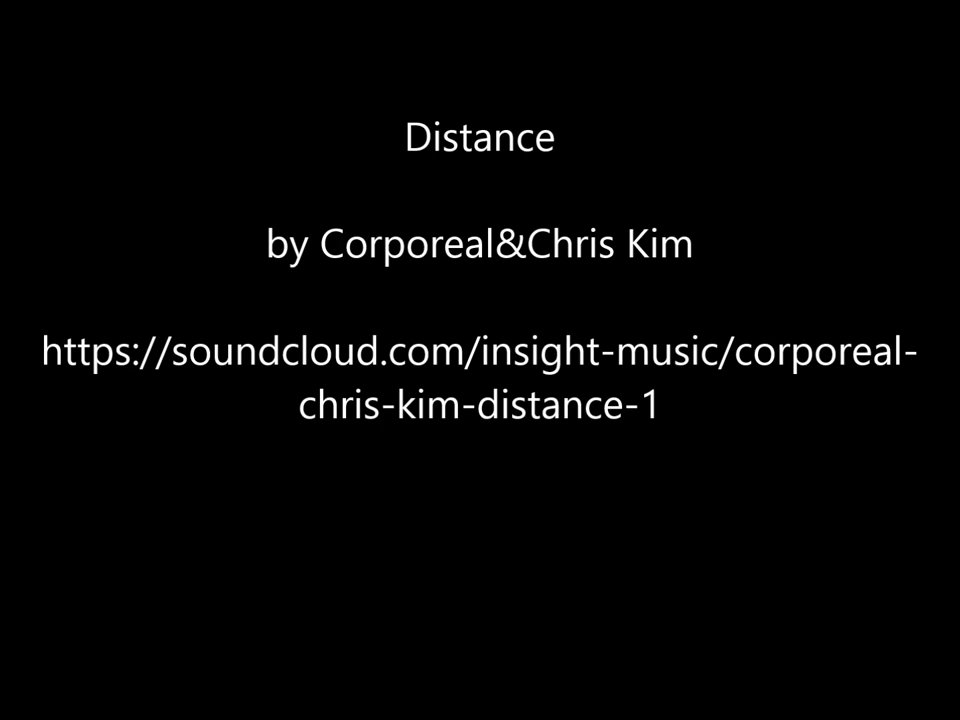 Distance
by Corporeal&Chris Kim
https://soundcloud.com/insight-music/corporeal-
chris-kim-distance-1